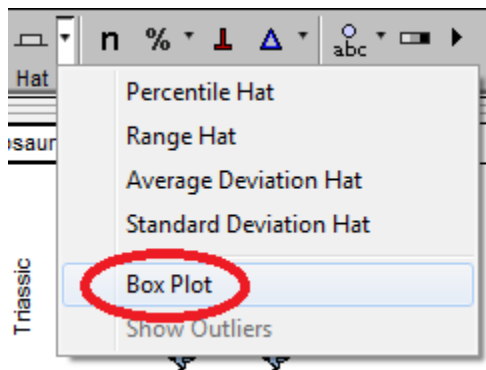 n % abc
Hat
Percentile Hat
Range Hat
Average Deviation Hat
Standard Deviation Hat
Box Plot
Show Outliers
saur
Triassic